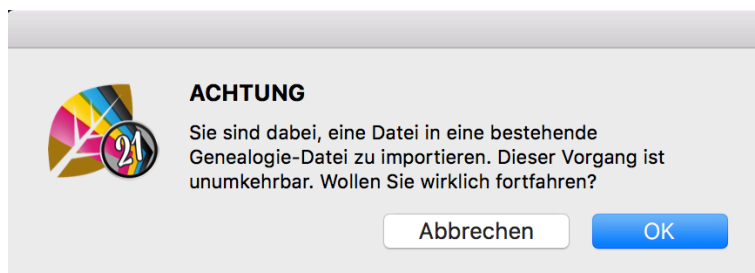 21
ACHTUNG
Sie sind dabei, eine Datei in eine bestehende
Genealogie-Datei zu importieren. Dieser Vorgang ist
unumkehrbar. Wollen Sie wirklich fortfahren?
Abbrechen
OK